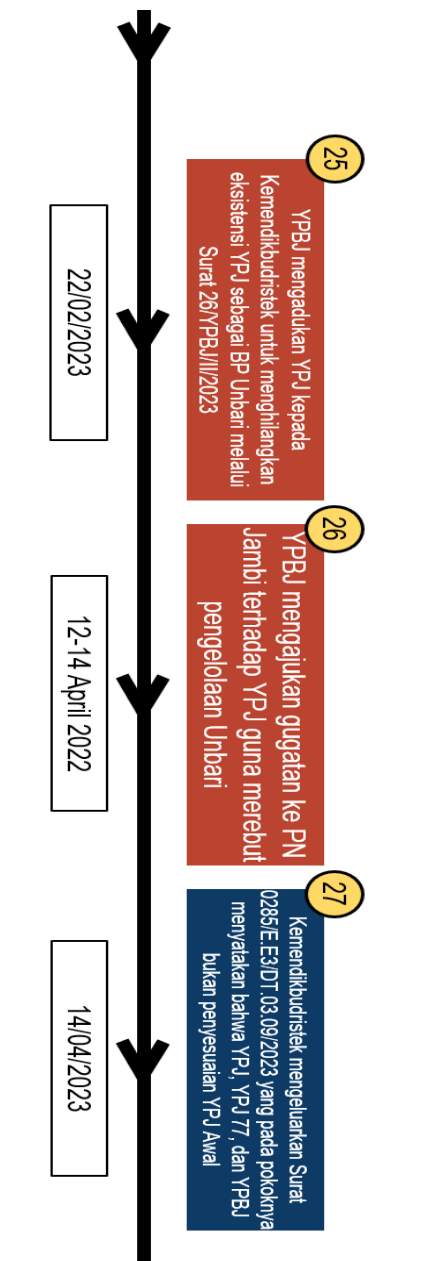 25
YPBJ mengadukan YPJ kepada
Kemendikbudristek untuk menghilangkan
eksistensi YPJ sebagai BP Unbari melalui
Surat 26/YPBJ/II/2023
22/02/2023
26
YPBJ mengajukan gugatan ke PN
Jambi terhadap YPJ guna merebut
pengelolaan Unbari
12-14 April 2022
27
Kemendikbudristek mengeluarkan Surat
0285/E.E3/DT.03.09/2023 yang pada pokoknya
menyatakan bahwa YPJ, YPJ 77, dan YPBJ
bukan penyesuaian YPJ Awal
14/04/2023